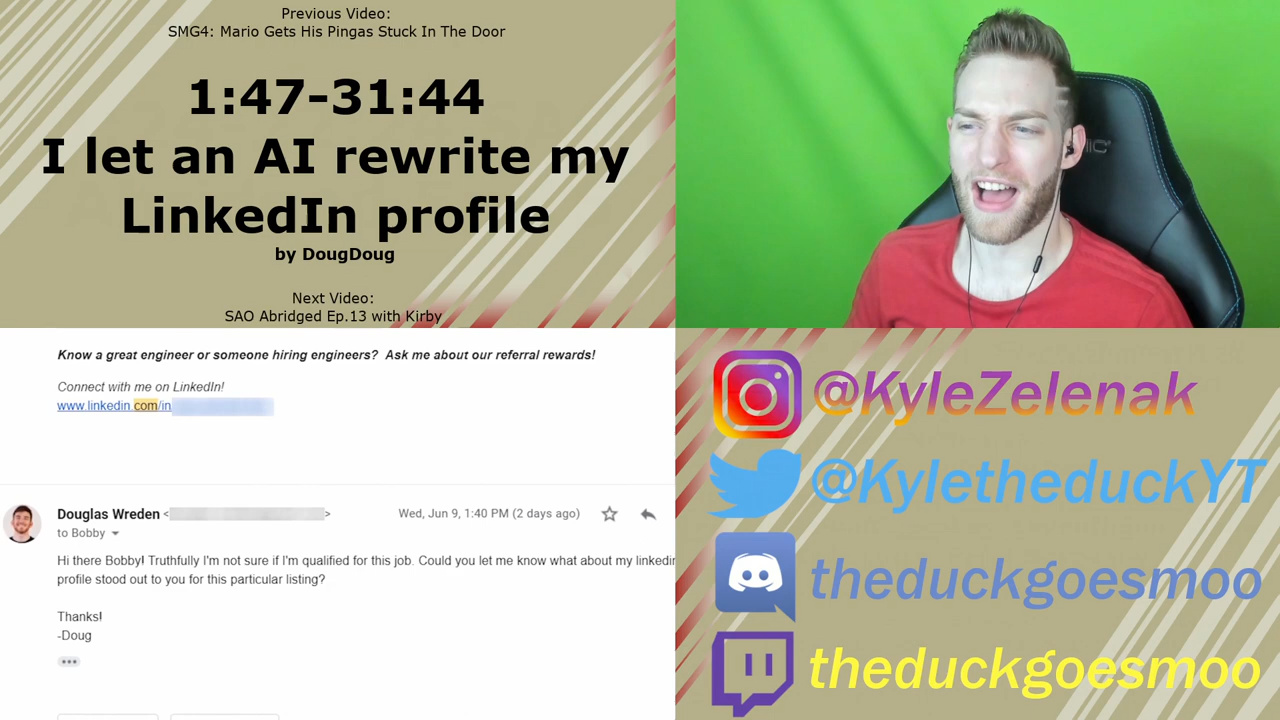 Previous Video:
SMG4: Mario Gets His Pingas Stuck In The Door
1:47-31:44
I let an AI rewrite my
LinkedIn profile
by DougDoug
Next Video:
SAO Abridged Ep.13 with Kirby
Know a great engineer or someone hiring engineers? Ask me about our referral rewards!
Connect with me on LinkedIn!
www.linkedin.com/in
Douglas Wreden < >
Wed, Jun 9, 1:40 PM (2 days ago)
to Bobby
Hi there Bobby! Truthfully I'm not sure if I'm qualified for this job. Could you let me know what about my linkedin
profile stood out to you for this particular listing?
Thanks!
-Doug
@KyleZelenak
@KyletheduckYT
theduckgoesmoo
theduckgoesmoo